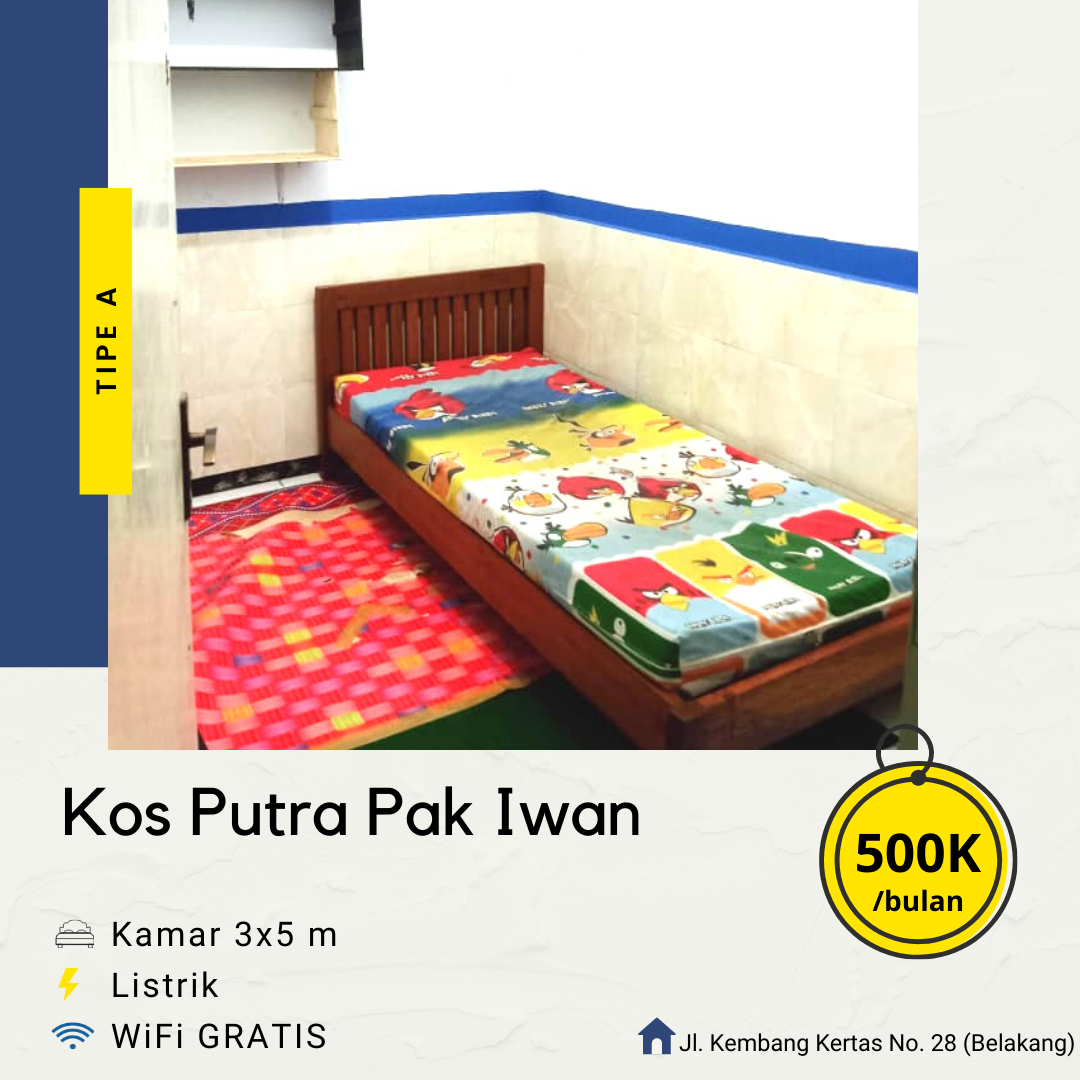 TIPE A
Kos Putra Pak Iwan
500K
/bulan
Kamar 3x5 m
Listrik
WiFi GRATIS
Jl. Kembang Kertas No. 28 (Belakang)